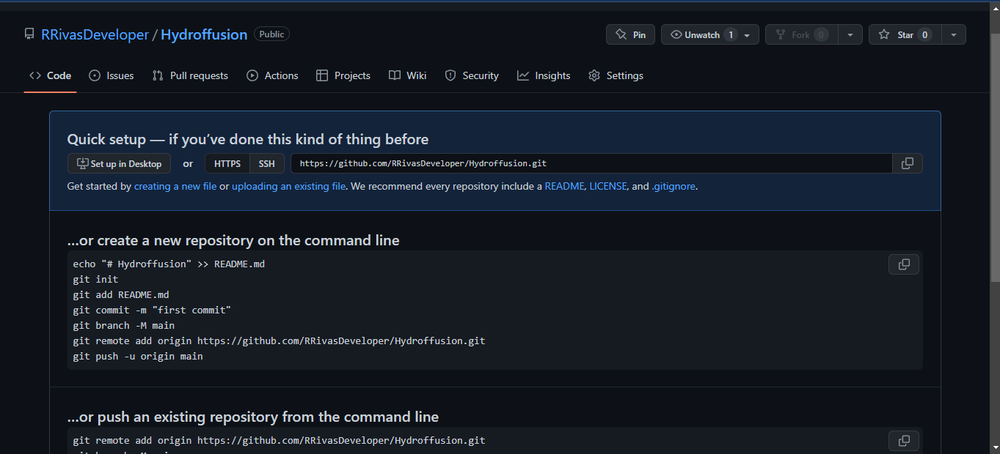 RRivasDeveloper / Hydroffusion Public Pin Unwatch 1 Fork 0 Star 0
Code Issues Pull requests Actions Projects Wiki Security Insights Settings
Quick setup — if you’ve done this kind of thing before
Set up in Desktop or HTTPS SSH https://github.com/RRivasDeveloper/Hydroffusion.git
Get started by creating a new file or uploading an existing file. We recommend every repository include a README, LICENSE, and .gitignore.
…or create a new repository on the command line
echo "# Hydroffusion" >> README.md
git init
git add README.md
git commit -m "first commit"
git branch -M main
git remote add origin https://github.com/RRivasDeveloper/Hydroffusion.git
git push -u origin main
…or push an existing repository from the command line
git remote add origin https://github.com/RRivasDeveloper/Hydroffusion.git